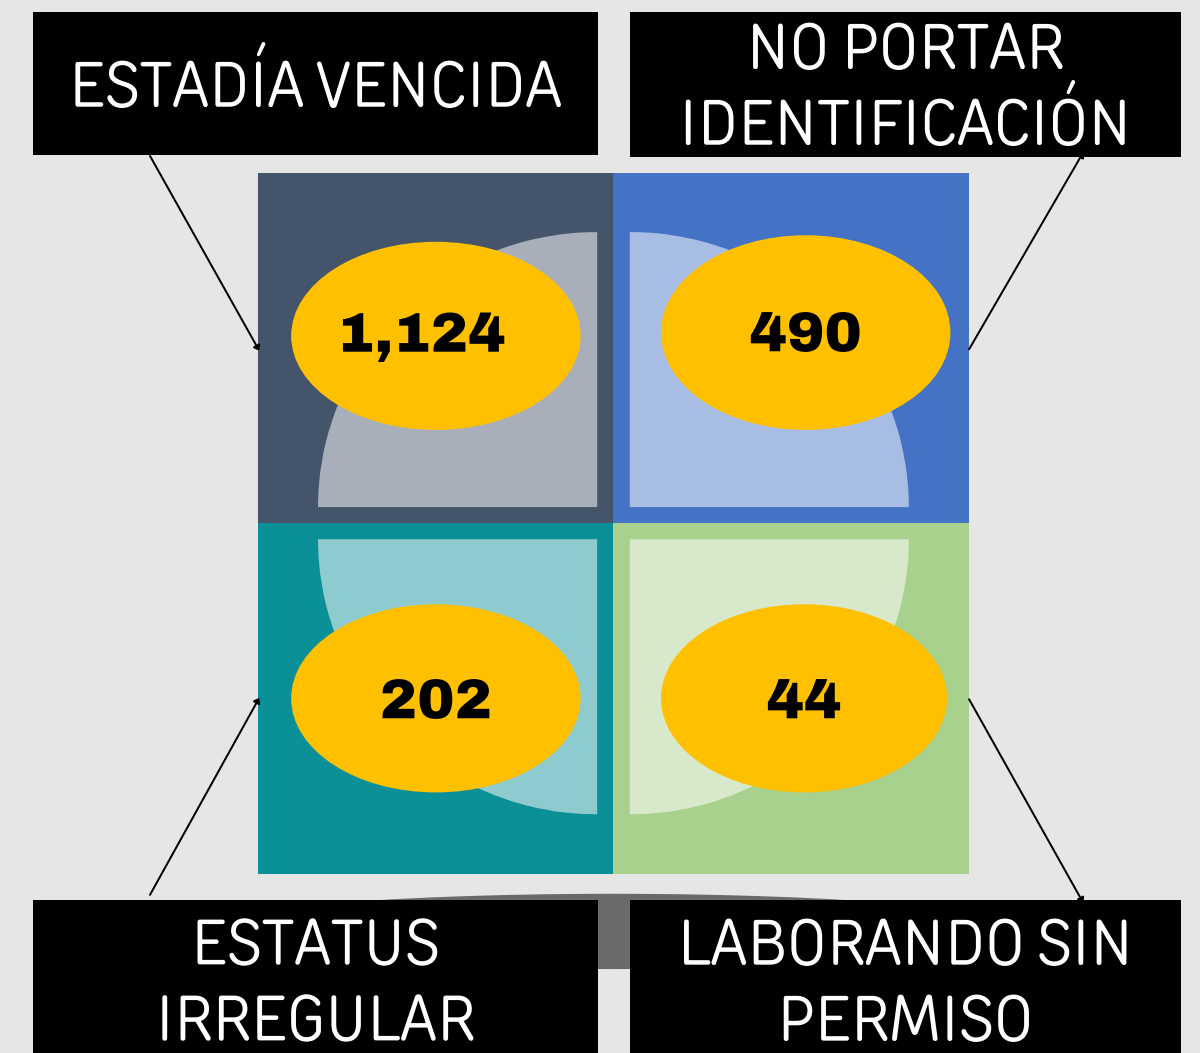 ESTADÍA VENCIDA
NO PORTAR
IDENTIFICACIÓN
1,124
490
202
44
ESTATUS
IRREGULAR
LABORANDO SIN
PERMISO